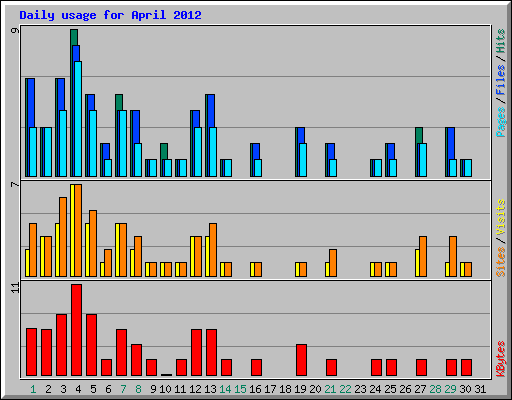 Daily usage for April 2012
9
Pages / Files / Hits
7
Sites / Visits
11
KBytes
1 2 3 4 5 6 7 8 9 10 11 12 13 14 15 16 17 18 19 20 21 22 23 24 25 26 27 28 29 30 31